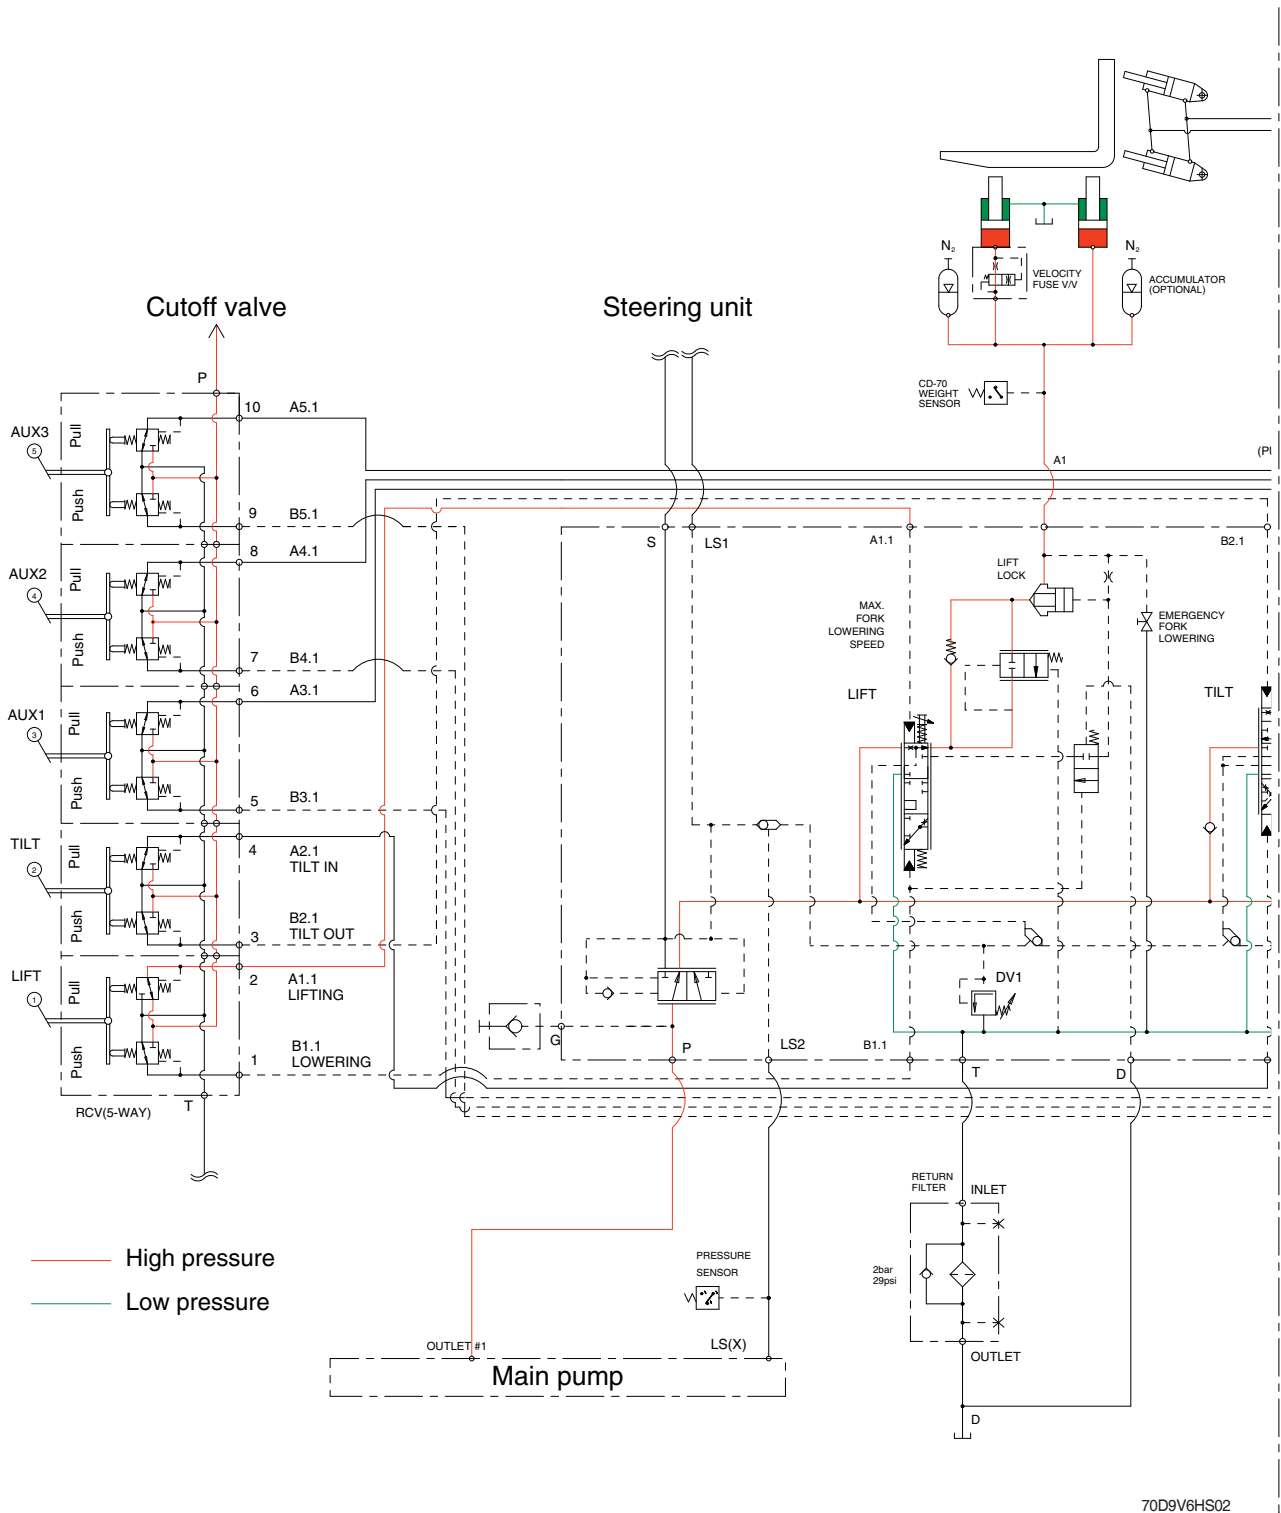 N2
N2
VELOCITY
FUSE V/V
ACCUMULATOR
(OPTIONAL)
Cutoff valve
Steering unit
P
CD-70
WEIGHT
SENSOR
10 A5.1
AUX3
5
Pull
Push
A1
9 B5.1
S
LS1
A1.1
B2.1
8 A4.1
AUX2
4
Pull
Push
LIFT
LOCK
MAX.
FORK
LOWERING
SPEED
EMERGENCY
FORK
LOWERING
7 B4.1
6 A3.1
LIFT
TILT
AUX1
3
Pull
Push
5 B3.1
TILT
2
Pull
Push
4 A2.1
TILT IN
B2.1
TILT OUT
3
LIFT
1
Pull
Push
2 A1.1
LIFTING
DV1
G
1 B1.1
LOWERING
P
LS2
B1.1
T
D
RCV(5-WAY)
T
RETURN
FILTER
INLET
High pressure
PRESSURE
SENSOR
2bar
29psi
Low pressure
OUTLET #1
LS(X)
OUTLET
Main pump
D
70D9V6HS02